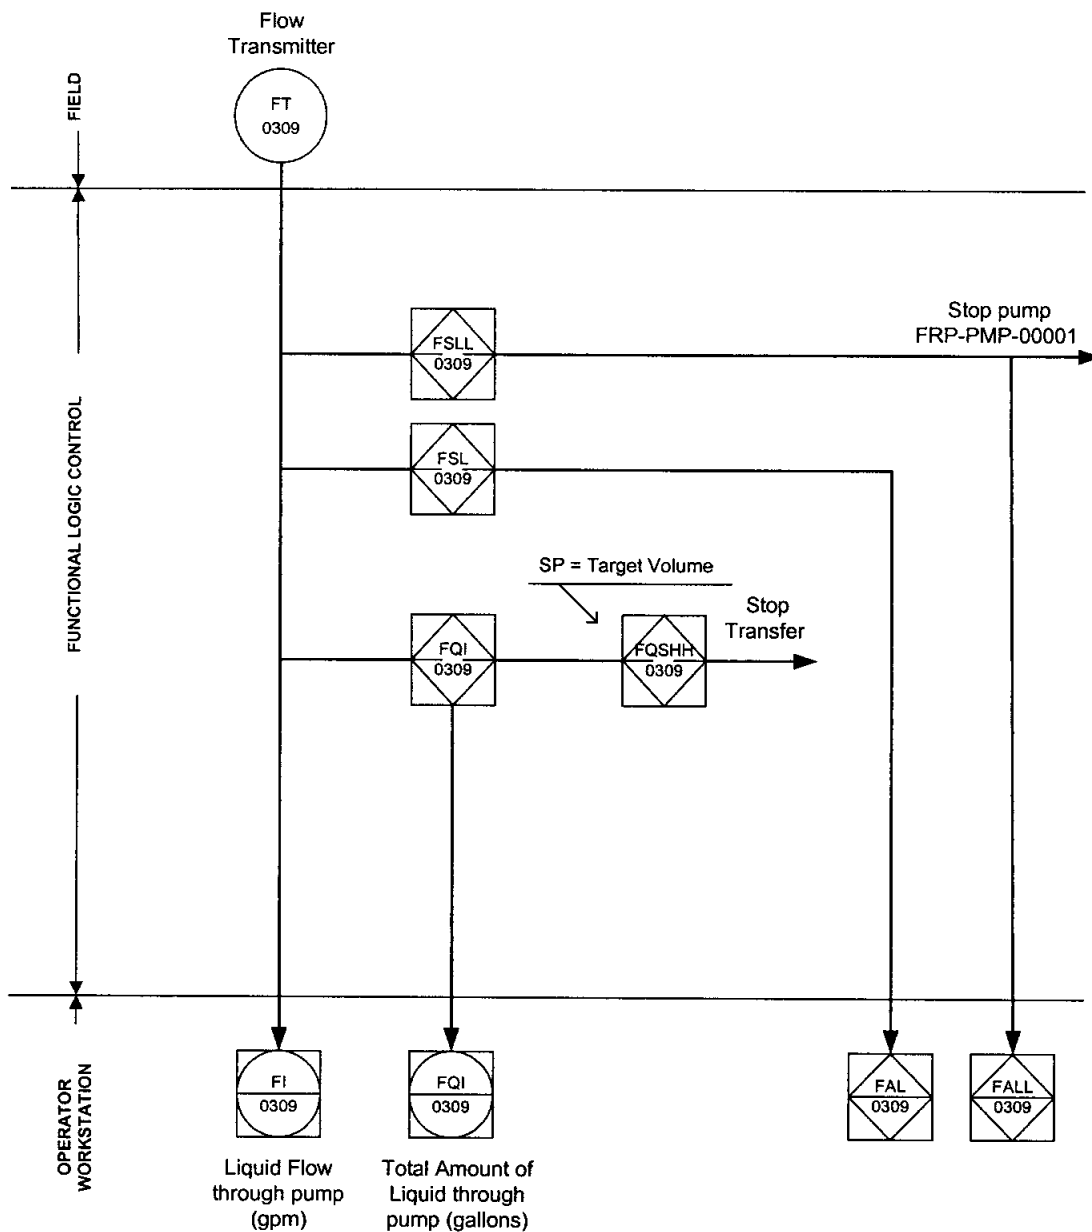 Flow
Transmitter
FIELD
FT
0309
Stop pump
FRP-PMP-00001
FSLL
0309
FSL
0309
FUNCTIONAL LOGIC CONTROL
SP = Target Volume
Stop
Transfer
FQI
0309
FQSHH
0309
OPERATOR
WORKSTATION
FI
0309
FQI
0309
FAL
0309
FALL
0309
Liquid Flow
through pump
(gpm)
Total Amount of
Liquid through
pump (gallons)